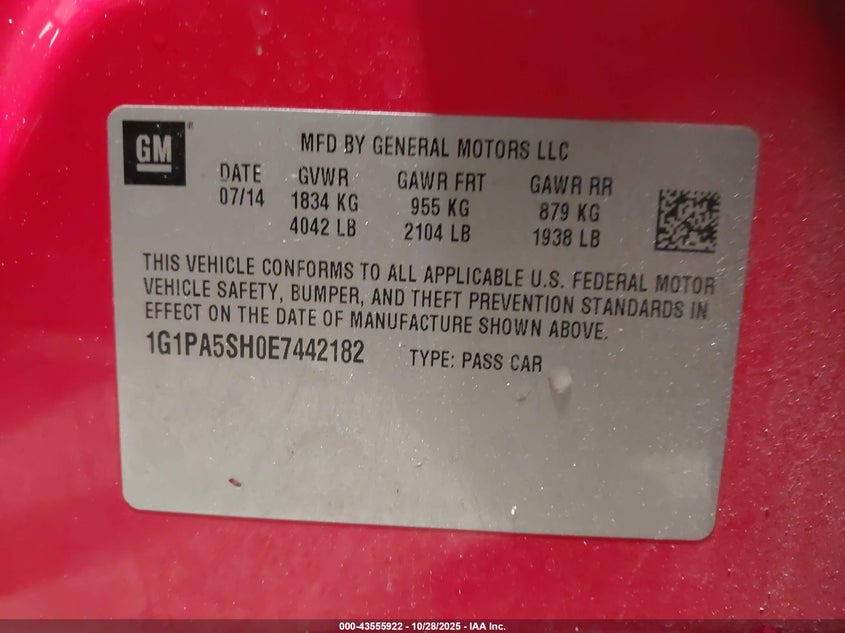 GM
MFD BY GENERAL MOTORS LLC
DATE GVWR GAWR FRT GAWR RR
07/14 1834 KG 955 KG 879 KG
4042 LB 2104 LB 1938 LB
THIS VEHICLE CONFORMS TO ALL APPLICABLE U.S. FEDERAL MOTOR
VEHICLE SAFETY, BUMPER, AND THEFT PREVENTION STANDARDS IN
EFFECT ON THE DATE OF MANUFACTURE SHOWN ABOVE.
1G1PA5SH0E7442182 TYPE: PASS CAR
000-43555922 - 10/28/2025 - IAA Inc.